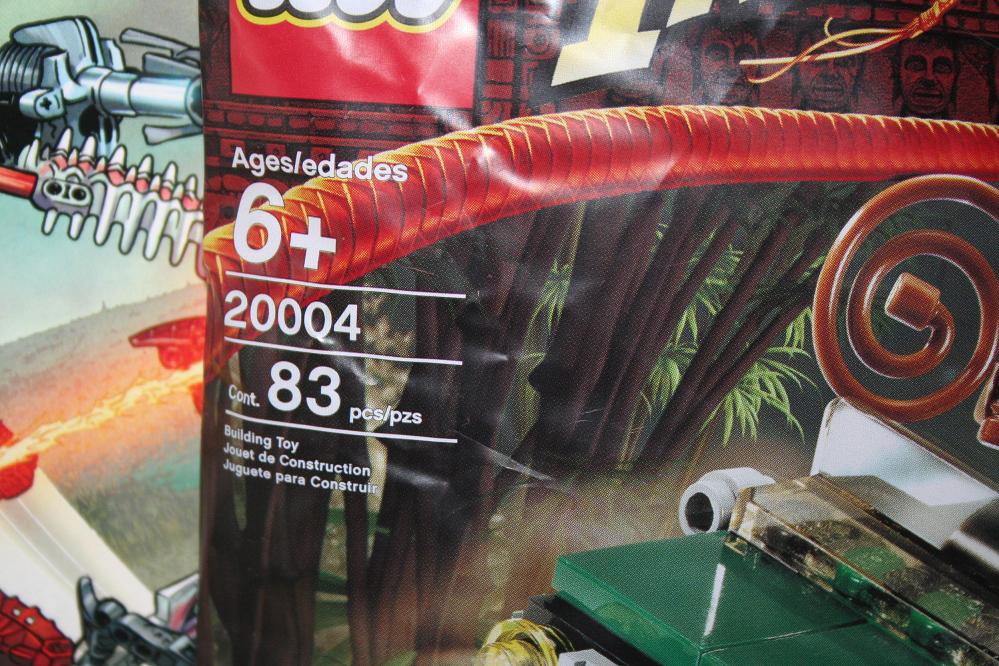 Ages/edades
6+
20004
Cont. 83 pcs/pzs
Building Toy
Jouet de Construction
Juguete para Construir